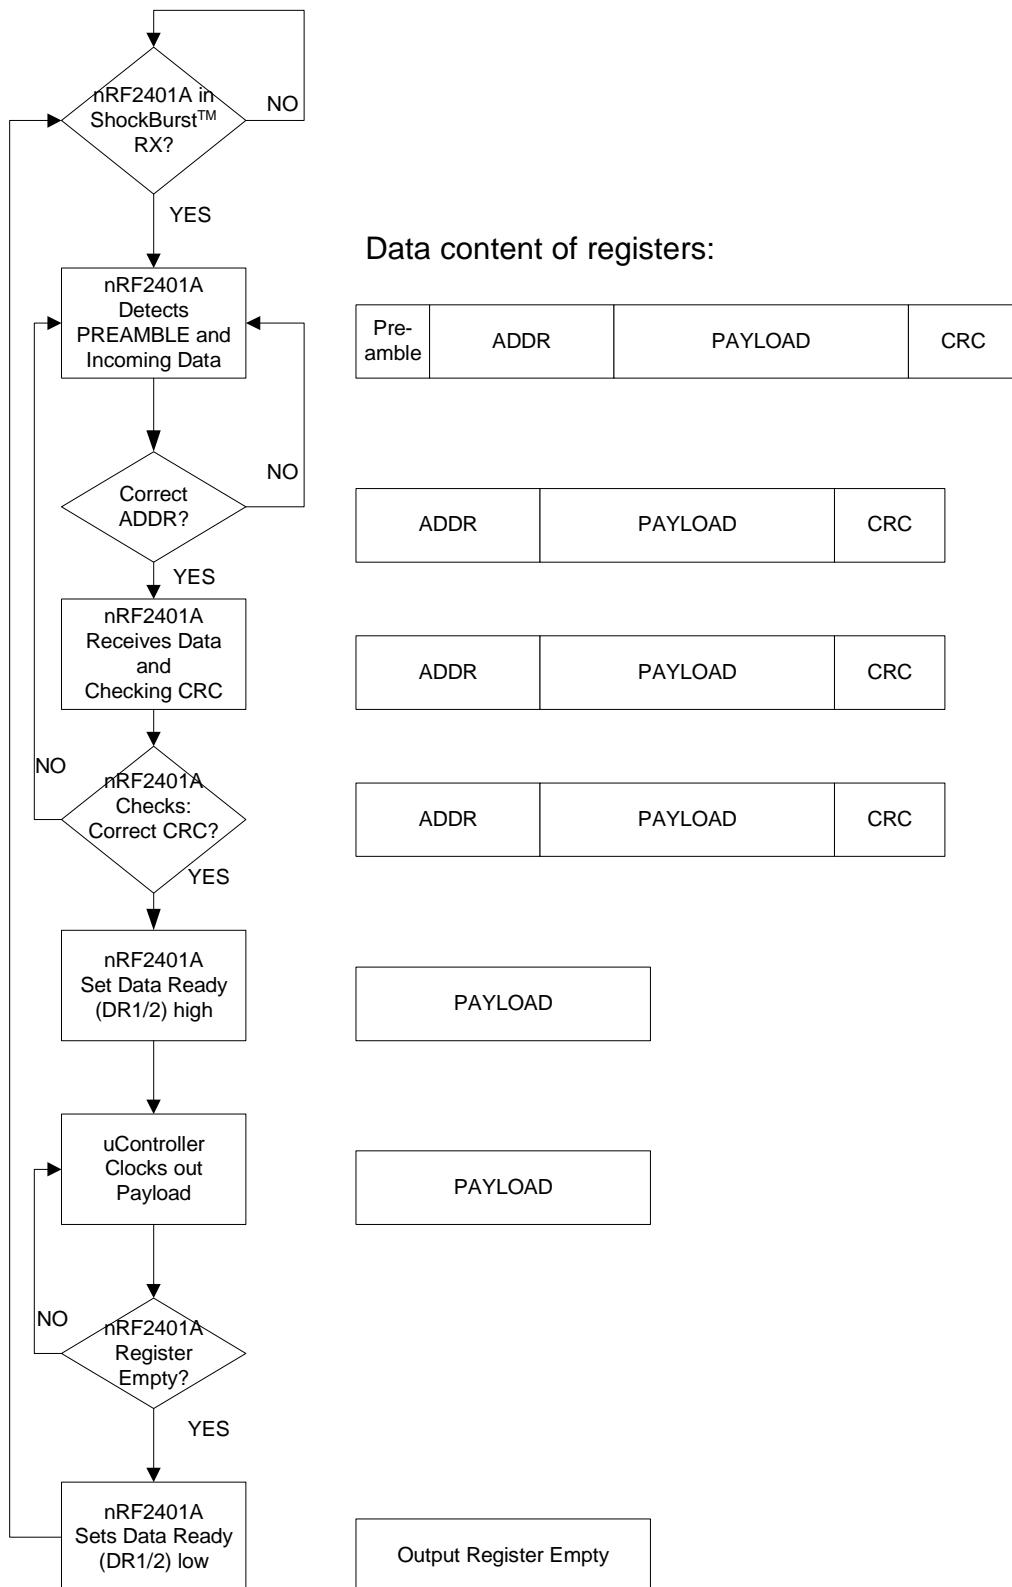 nRF2401A in
ShockBurst™
RX?
NO
YES
Data content of registers:
nRF2401A
Detects
PREAMBLE and
Incoming Data
Pre-
amble
ADDR
PAYLOAD
CRC
NO
Correct
ADDR?
ADDR
PAYLOAD
CRC
YES
nRF2401A
Receives Data
and
Checking CRC
ADDR
PAYLOAD
CRC
NO
nRF2401A
Checks:
Correct CRC?
ADDR
PAYLOAD
CRC
YES
nRF2401A
Set Data Ready
(DR1/2) high
PAYLOAD
uController
Clocks out
Payload
PAYLOAD
NO
nRF2401A
Register
Empty?
YES
nRF2401A
Sets Data Ready
(DR1/2) low
Output Register Empty